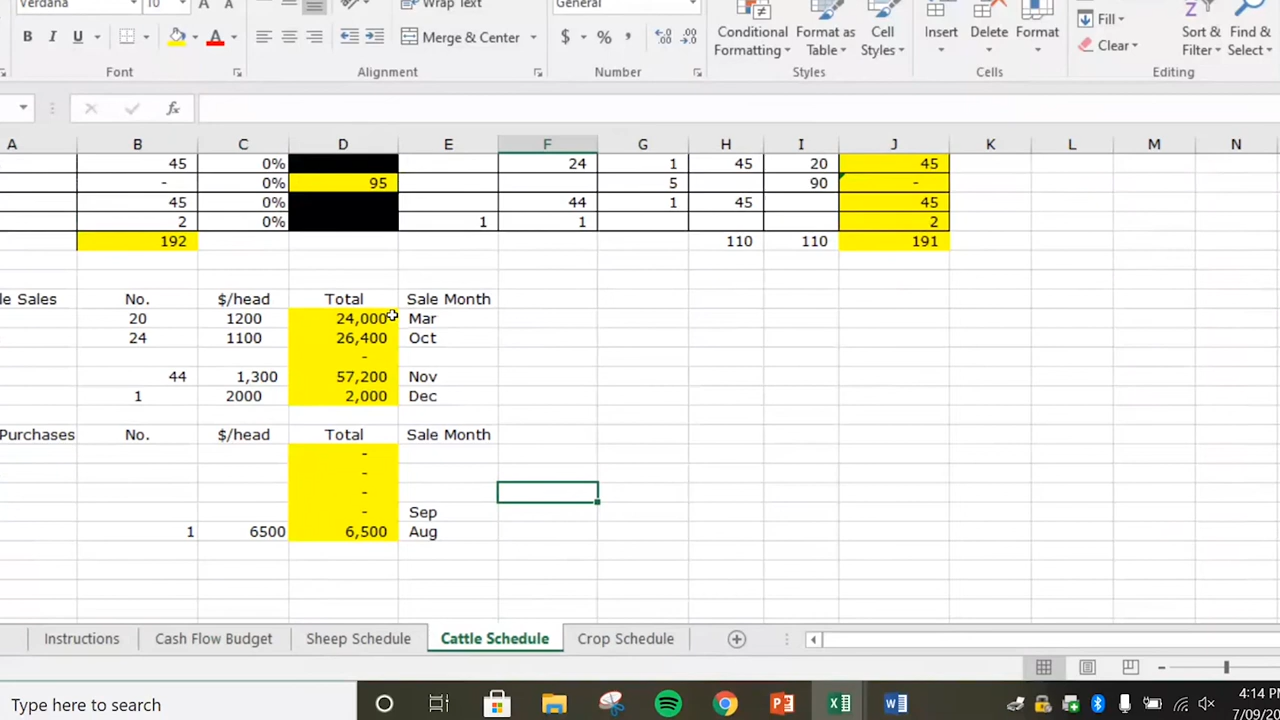 Verdana 10 A A Wrap Text General Fill
B I U A Merge & Center $ % , Conditional Formatting Format as Table Cell Styles Insert Delete Format Clear Sort & Filter Find & Select
Font Alignment Number Styles Cells Editing
fx
A B C D E F G H I J K L M N
45 0% 24 1 45 20 45
- 0% 95 5 90 -
45 0% 44 1 45 45
2 0% 1 1 2
192 110 110 191
le Sales No. $/head Total Sale Month
20 1200 24,000 Mar
24 1100 26,400 Oct
-
44 1,300 57,200 Nov
1 2000 2,000 Dec
Purchases No. $/head Total Sale Month
-
-
-
- Sep
1 6500 6,500 Aug
Instructions Cash Flow Budget Sheep Schedule Cattle Schedule Crop Schedule
Type here to search 4:14 PM
7/09/20